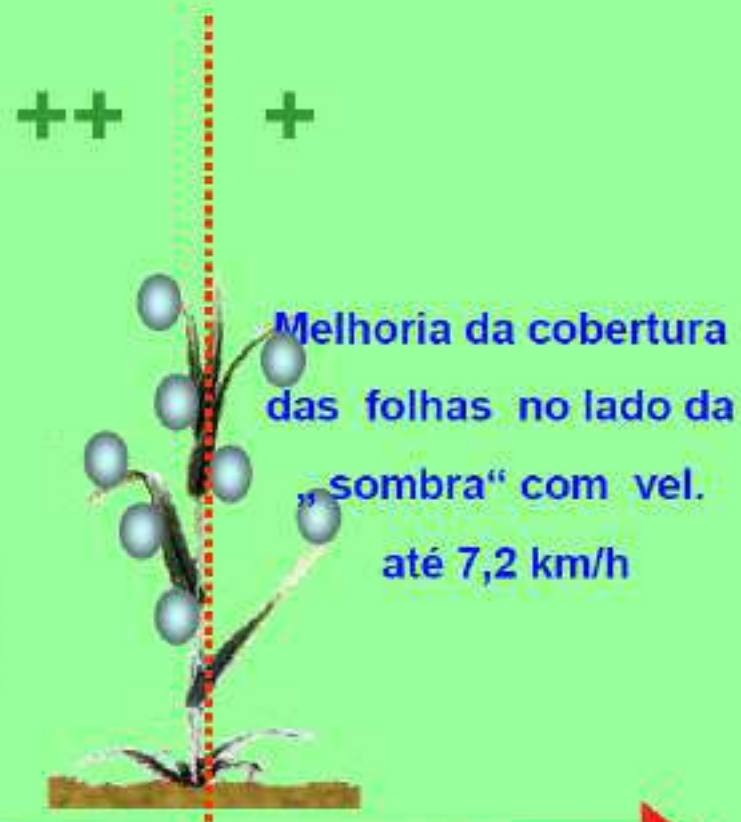 ++ +
Melhoria da cobertura
das folhas no lado da
„sombra“ com vel.
até 7,2 km/h